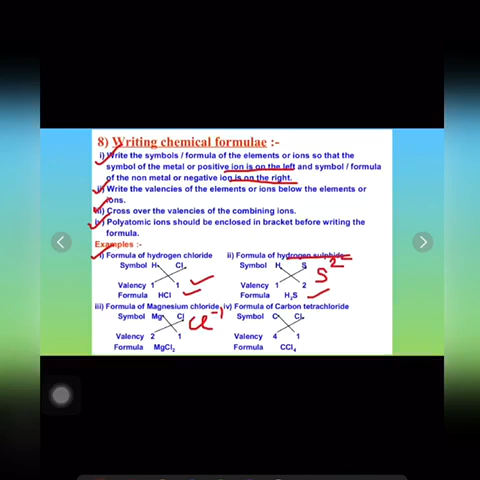 8) Writing chemical formulae :-
i) Write the symbols / formula of the elements or ions so that the
symbol of the metal or positive ion is on the left and symbol / formula
of the non metal or negative ion is on the right.
ii) Write the valencies of the elements or ions below the elements or
ions.
iii) Cross over the valencies of the combining ions.
iv) Polyatomic ions should be enclosed in bracket before writing the
formula.
Examples :-
i) Formula of hydrogen chloride ii) Formula of hydrogen sulphide
Symbol H Cl Symbol H S
S²⁻
Valency 1 1 Valency 1 2
Formula HCl Formula H₂S
iii) Formula of Magnesium chloride iv) Formula of Carbon tetrachloride
Symbol Mg Cl Symbol C Cl
Cl⁻¹
Valency 2 1 Valency 4 1
Formula MgCl₂ Formula CCl₄